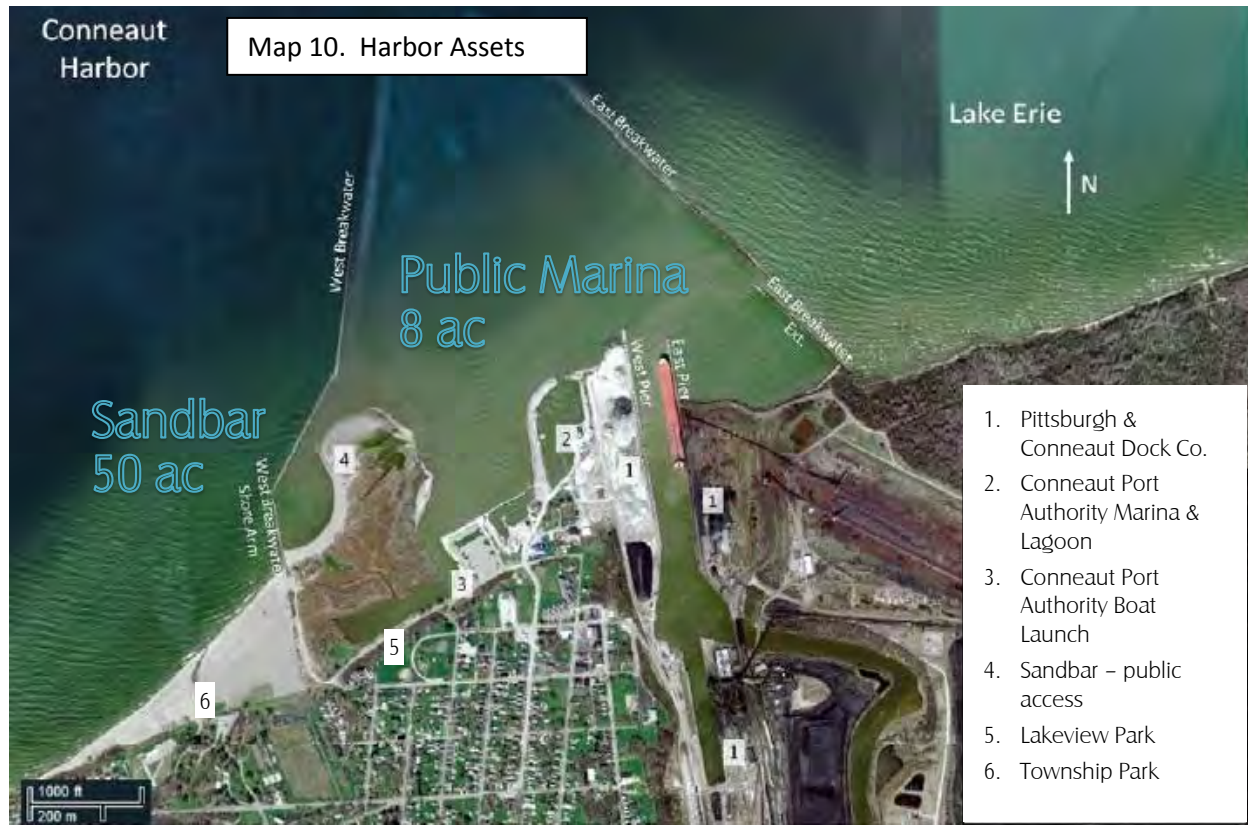 Conneaut
Harbor
Map 10. Harbor Assets
Lake Erie
N
East Breakwater
West Breakwater
Public Marina
8 ac
East Breakwater
Ext.
West Pier
East Pier
Sandbar
50 ac
West Breakwater
Shore Arm
4
2
1
1
3
5
6
1
1. Pittsburgh &
Conneaut Dock Co.
2. Conneaut Port
Authority Marina &
Lagoon
3. Conneaut Port
Authority Boat
Launch
4. Sandbar – public
access
5. Lakeview Park
6. Township Park
1000 ft
200 m